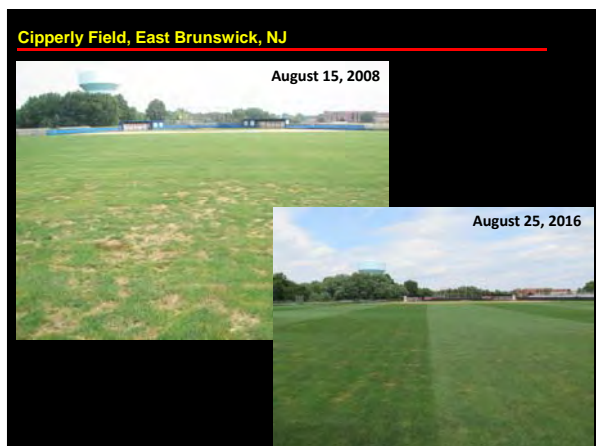 Cipperly Field, East Brunswick, NJ
August 15, 2008
August 25, 2016